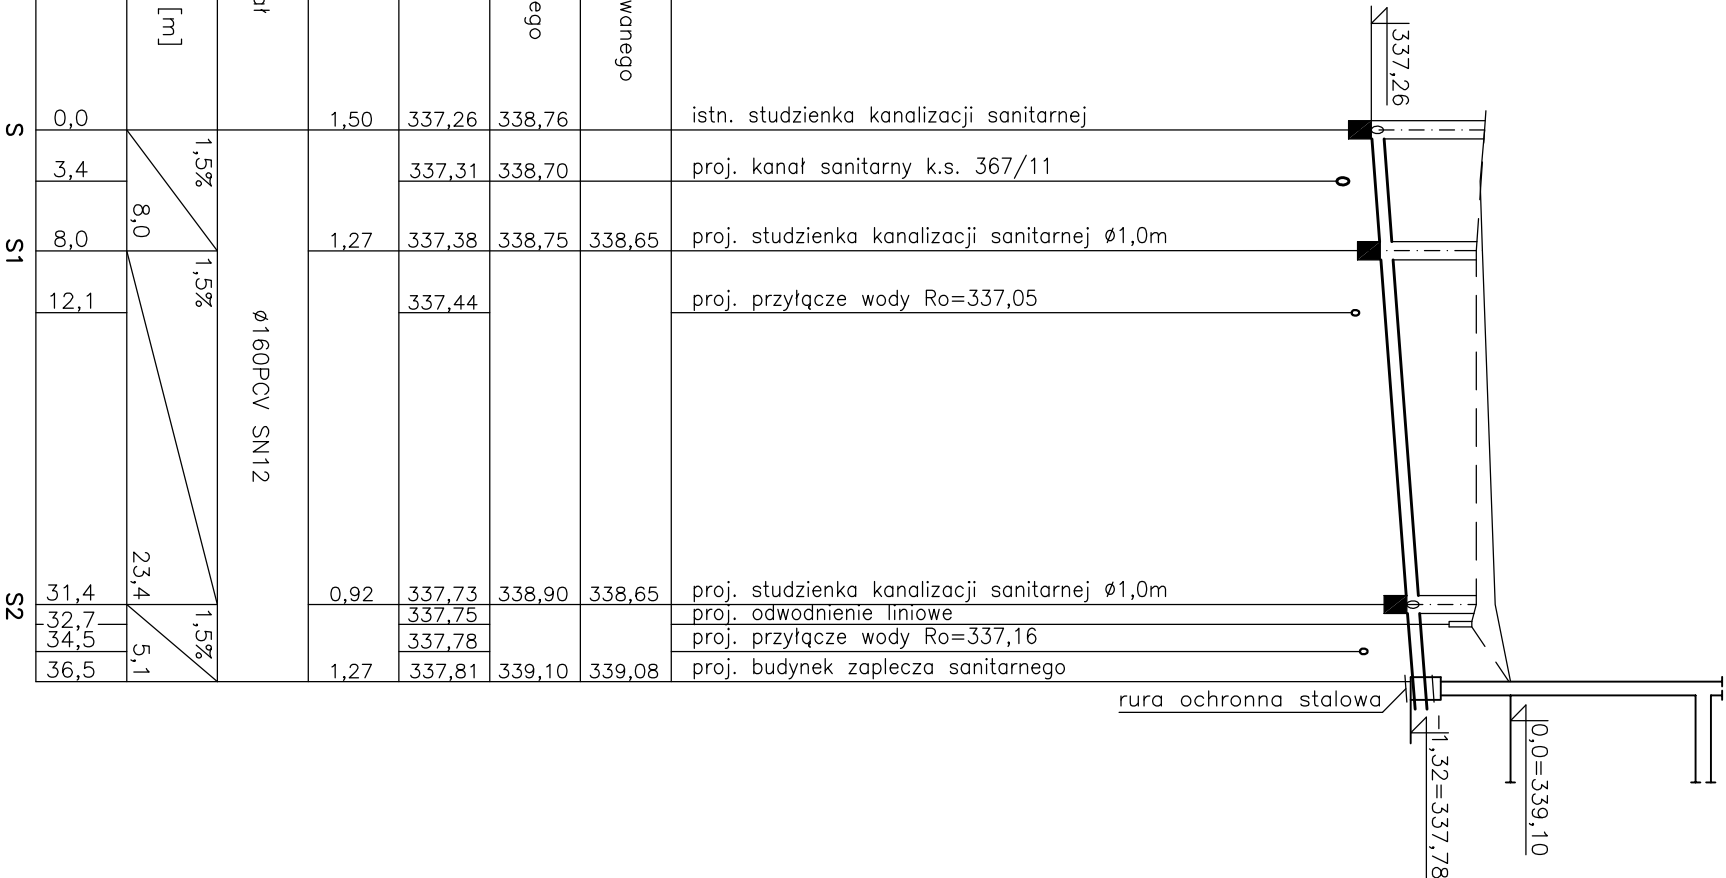 337,26
ał
[m]
ego
wanego
S 0,0 1,50 337,26 338,76 istn. studzienka kanalizacji sanitarnej
1,5%
3,4 337,31 338,70 proj. kanał sanitarny k.s. 367/11
8,0
S1 8,0 1,27 337,38 338,75 338,65 proj. studzienka kanalizacji sanitarnej ø1,0m
1,5%
12,1 337,44 proj. przyłącze wody Ro=337,05
ø160PCV SN12
23,4
S2 31,4 0,92 337,73 338,90 338,65 proj. studzienka kanalizacji sanitarnej ø1,0m
32,7 337,75 proj. odwodnienie liniowe
1,5%
34,5 337,78 proj. przyłącze wody Ro=337,16
5,1
36,5 1,27 337,81 339,10 339,08 proj. budynek zaplecza sanitarnego
rura ochronna stalowa
-1,32=337,78
0,0=339,10